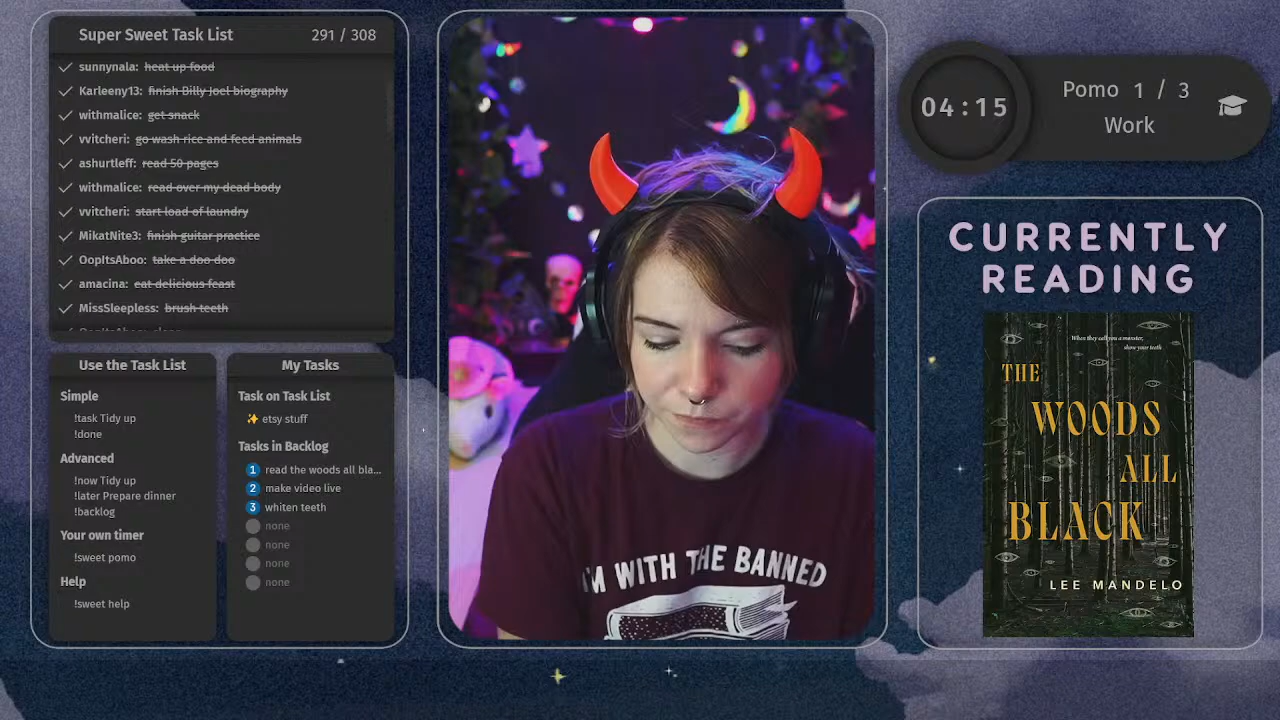 Super Sweet Task List 291 / 308
sunnynala: heat up food
Karleeny13: finish Billy Joel biography
withmalice: get snack
vvitcheri: go wash rice and feed animals
ashurtleff: read 50 pages
withmalice: read over my dead body
vvitcheri: start load of laundry
MikatNite3: finish guitar practice
OopItsAboo: take a doo doo
amacina: eat delicious feast
MissSleepless: brush teeth
Use the Task List
Simple
!task Tidy up
!done
Advanced
!now Tidy up
!later Prepare dinner
!backlog
Your own timer
!sweet pomo
Help
!sweet help
My Tasks
Task on Task List
✨ etsy stuff
Tasks in Backlog
1 read the woods all bla...
2 make video live
3 whiten teeth
none
none
none
none
I'M WITH THE BANNED
04:15
Pomo 1 / 3
Work
CURRENTLY
READING
When they call you a monster,
show your teeth
THE
WOODS
ALL
BLACK
LEE MANDELO